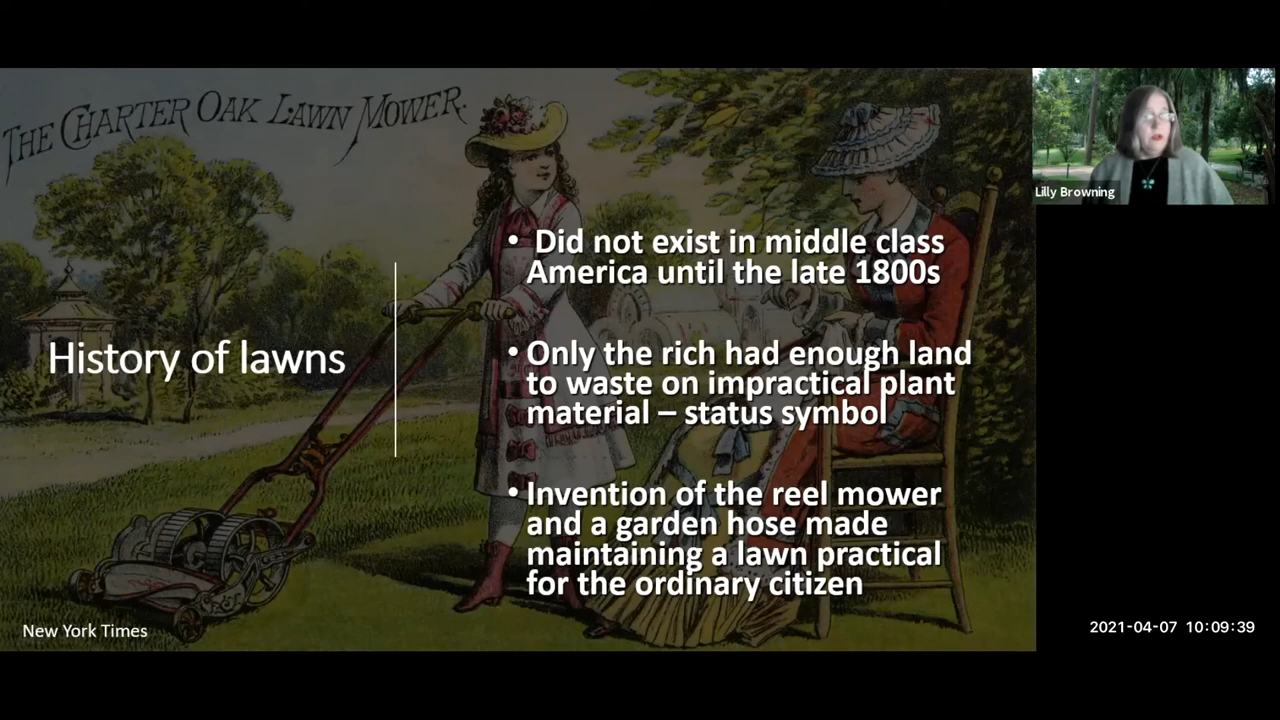 THE CHARTER OAK LAWN MOWER.
Lilly Browning
History of lawns
• Did not exist in middle class
America until the late 1800s
• Only the rich had enough land
to waste on impractical plant
material – status symbol
• Invention of the reel mower
and a garden hose made
maintaining a lawn practical
for the ordinary citizen
New York Times
2021-04-07 10:09:39